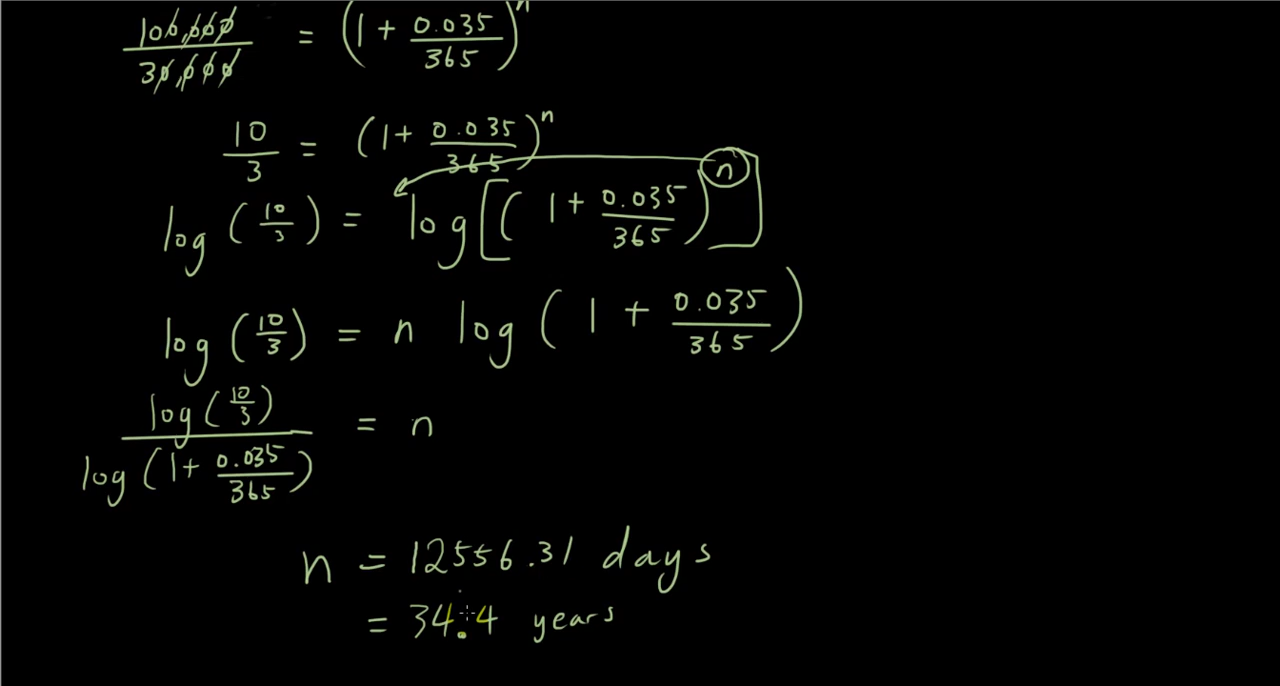 100,000/30,000 = (1 + 0.035/365)^n
10/3 = (1 + 0.035/365)^n
log (10/3) = log[(1 + 0.035/365)^n]
log (10/3) = n log (1 + 0.035/365)
log (10/3) / log (1 + 0.035/365) = n
n = 12556.31 days
= 34.4 years